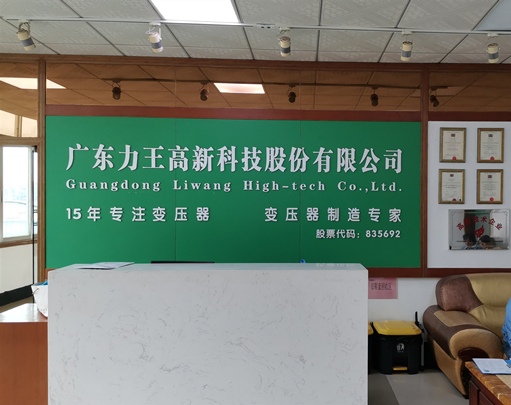 广东力王高新科技股份有限公司
Guangdong Liwang High-tech Co.,Ltd.
15年专注变压器 变压器制造专家
股票代码：835692